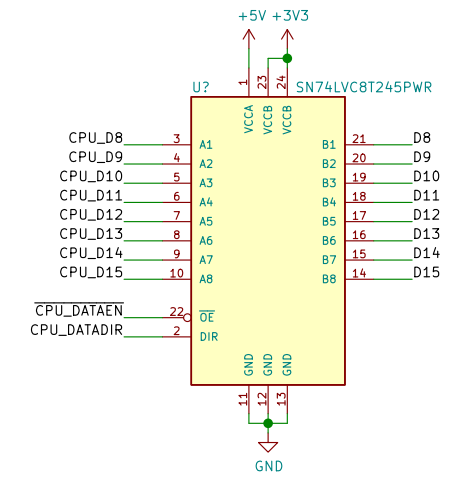 +5V +3V3
1 23 24
U? SN74LVC8T245PWR
VCCA VCCB VCCB
CPU_D8 3 A1 B1 21 D8
CPU_D9 4 A2 B2 20 D9
CPU_D10 5 A3 B3 19 D10
CPU_D11 6 A4 B4 18 D11
CPU_D12 7 A5 B5 17 D12
CPU_D13 8 A6 B6 16 D13
CPU_D14 9 A7 B7 15 D14
CPU_D15 10 A8 B8 14 D15
CPU_DATAEN 22 OE
CPU_DATADIR 2 DIR
GND GND GND
11 12 13
GND